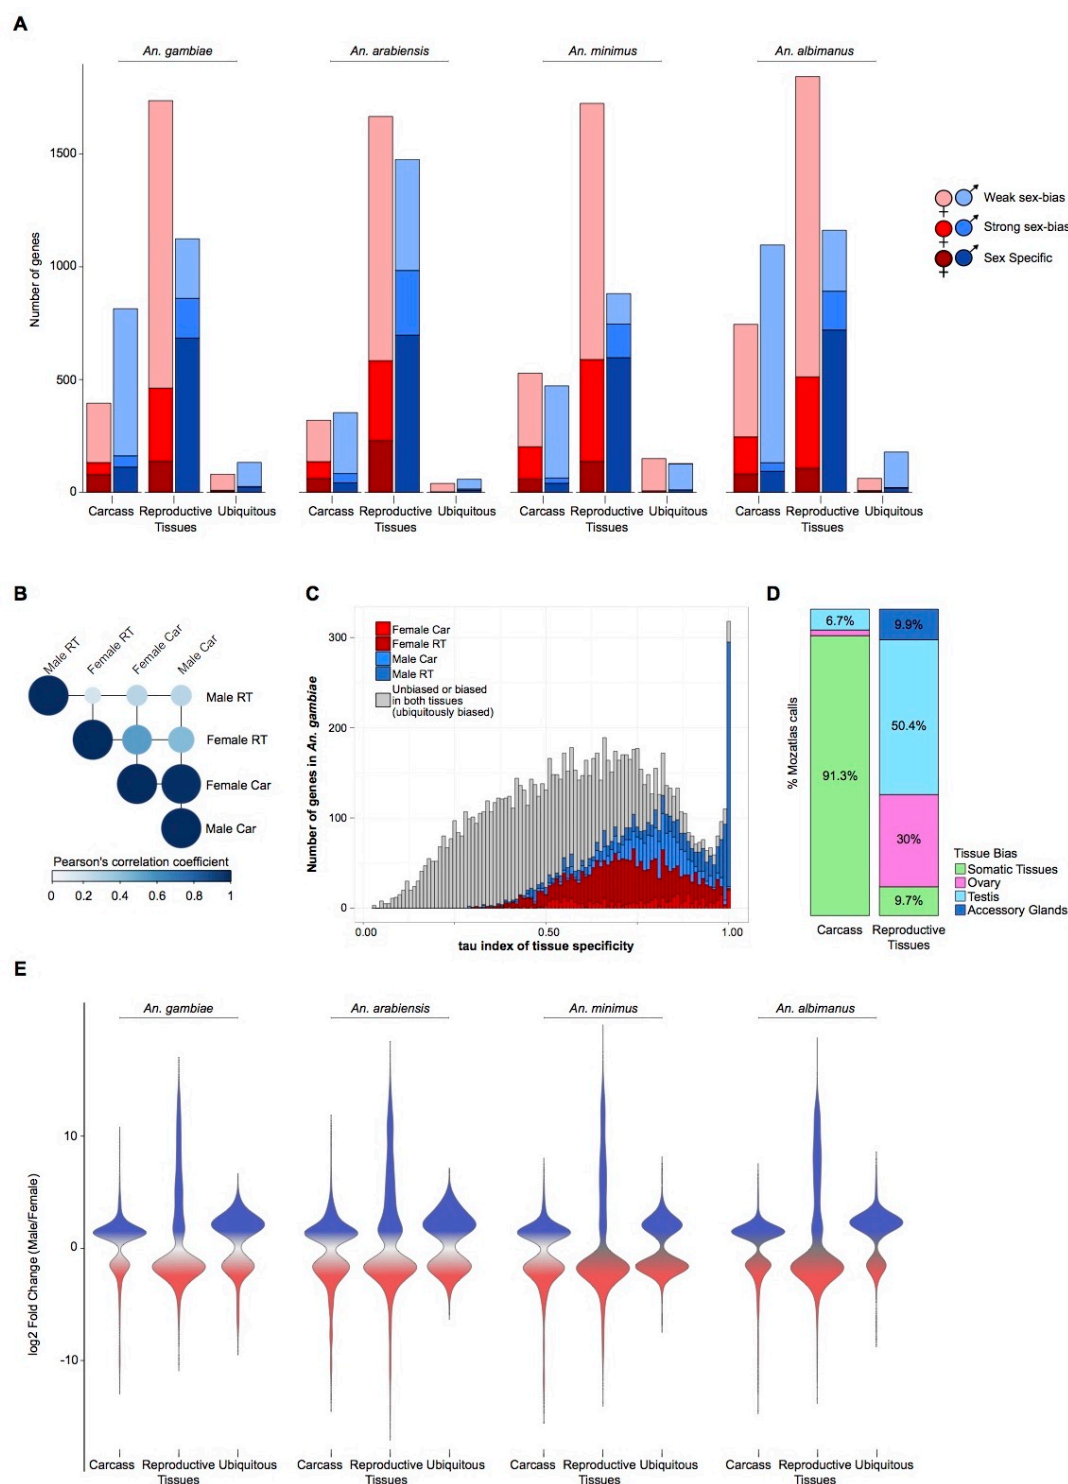 A
An. gambiae
An. arabiensis
An. minimus
An. albimanus
Number of genes
1500
1000
500
0
Weak sex-bias
Strong sex-bias
Sex Specific
Carcass Reproductive Tissues Ubiquitous
Carcass Reproductive Tissues Ubiquitous
Carcass Reproductive Tissues Ubiquitous
Carcass Reproductive Tissues Ubiquitous
B
Male RT
Female RT
Female Car
Male Car
Male RT
Female RT
Female Car
Male Car
Pearson's correlation coefficient
0 0.2 0.4 0.6 0.8 1
C
Number of genes in An. gambiae
300
200
100
0
Female Car
Female RT
Male Car
Male RT
Unbiased or biased
in both tissues
(ubiquitously biased)
0.00 0.50 1.00
tau index of tissue specificity
D
% Mozatlas calls
6.7%
91.3%
9.9%
50.4%
30%
9.7%
Carcass Reproductive
Tissues
Tissue Bias
Somatic Tissues
Ovary
Testis
Accessory Glands
E
An. gambiae
An. arabiensis
An. minimus
An. albimanus
log2 Fold Change (Male/Female)
10
0
-10
Carcass Reproductive Tissues Ubiquitous
Carcass Reproductive Tissues Ubiquitous
Carcass Reproductive Tissues Ubiquitous
Carcass Reproductive Tissues Ubiquitous